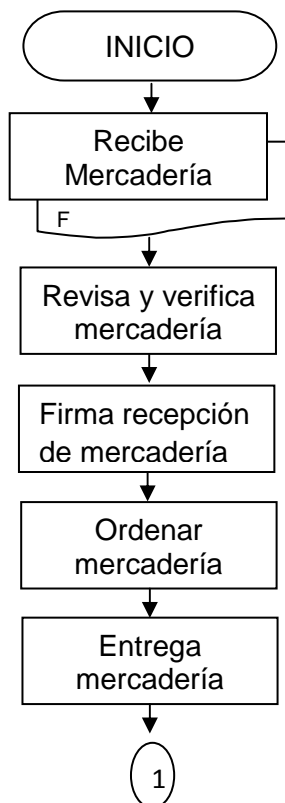 INICIO
Recibe
Mercadería
F
Revisa y verifica
mercadería
Firma recepción
de mercadería
Ordenar
mercadería
Entrega
mercadería
1